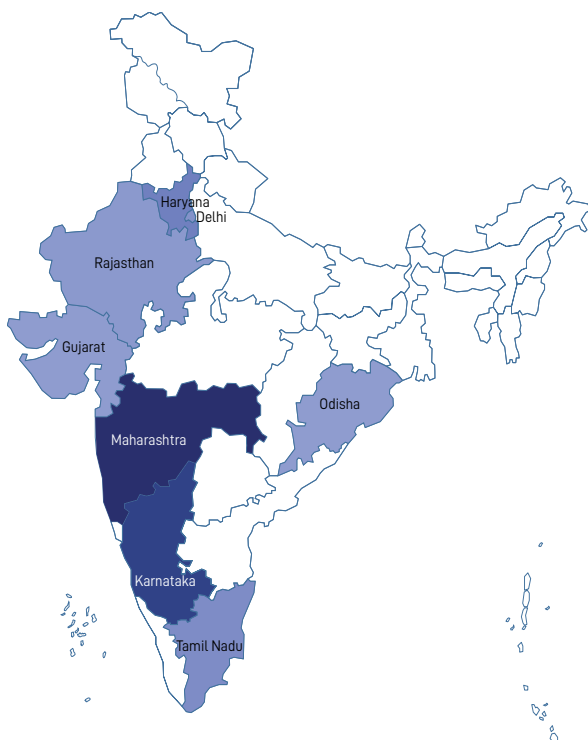 Haryana
Delhi
Rajasthan
Gujarat
Odisha
Maharashtra
Karnataka
Tamil Nadu